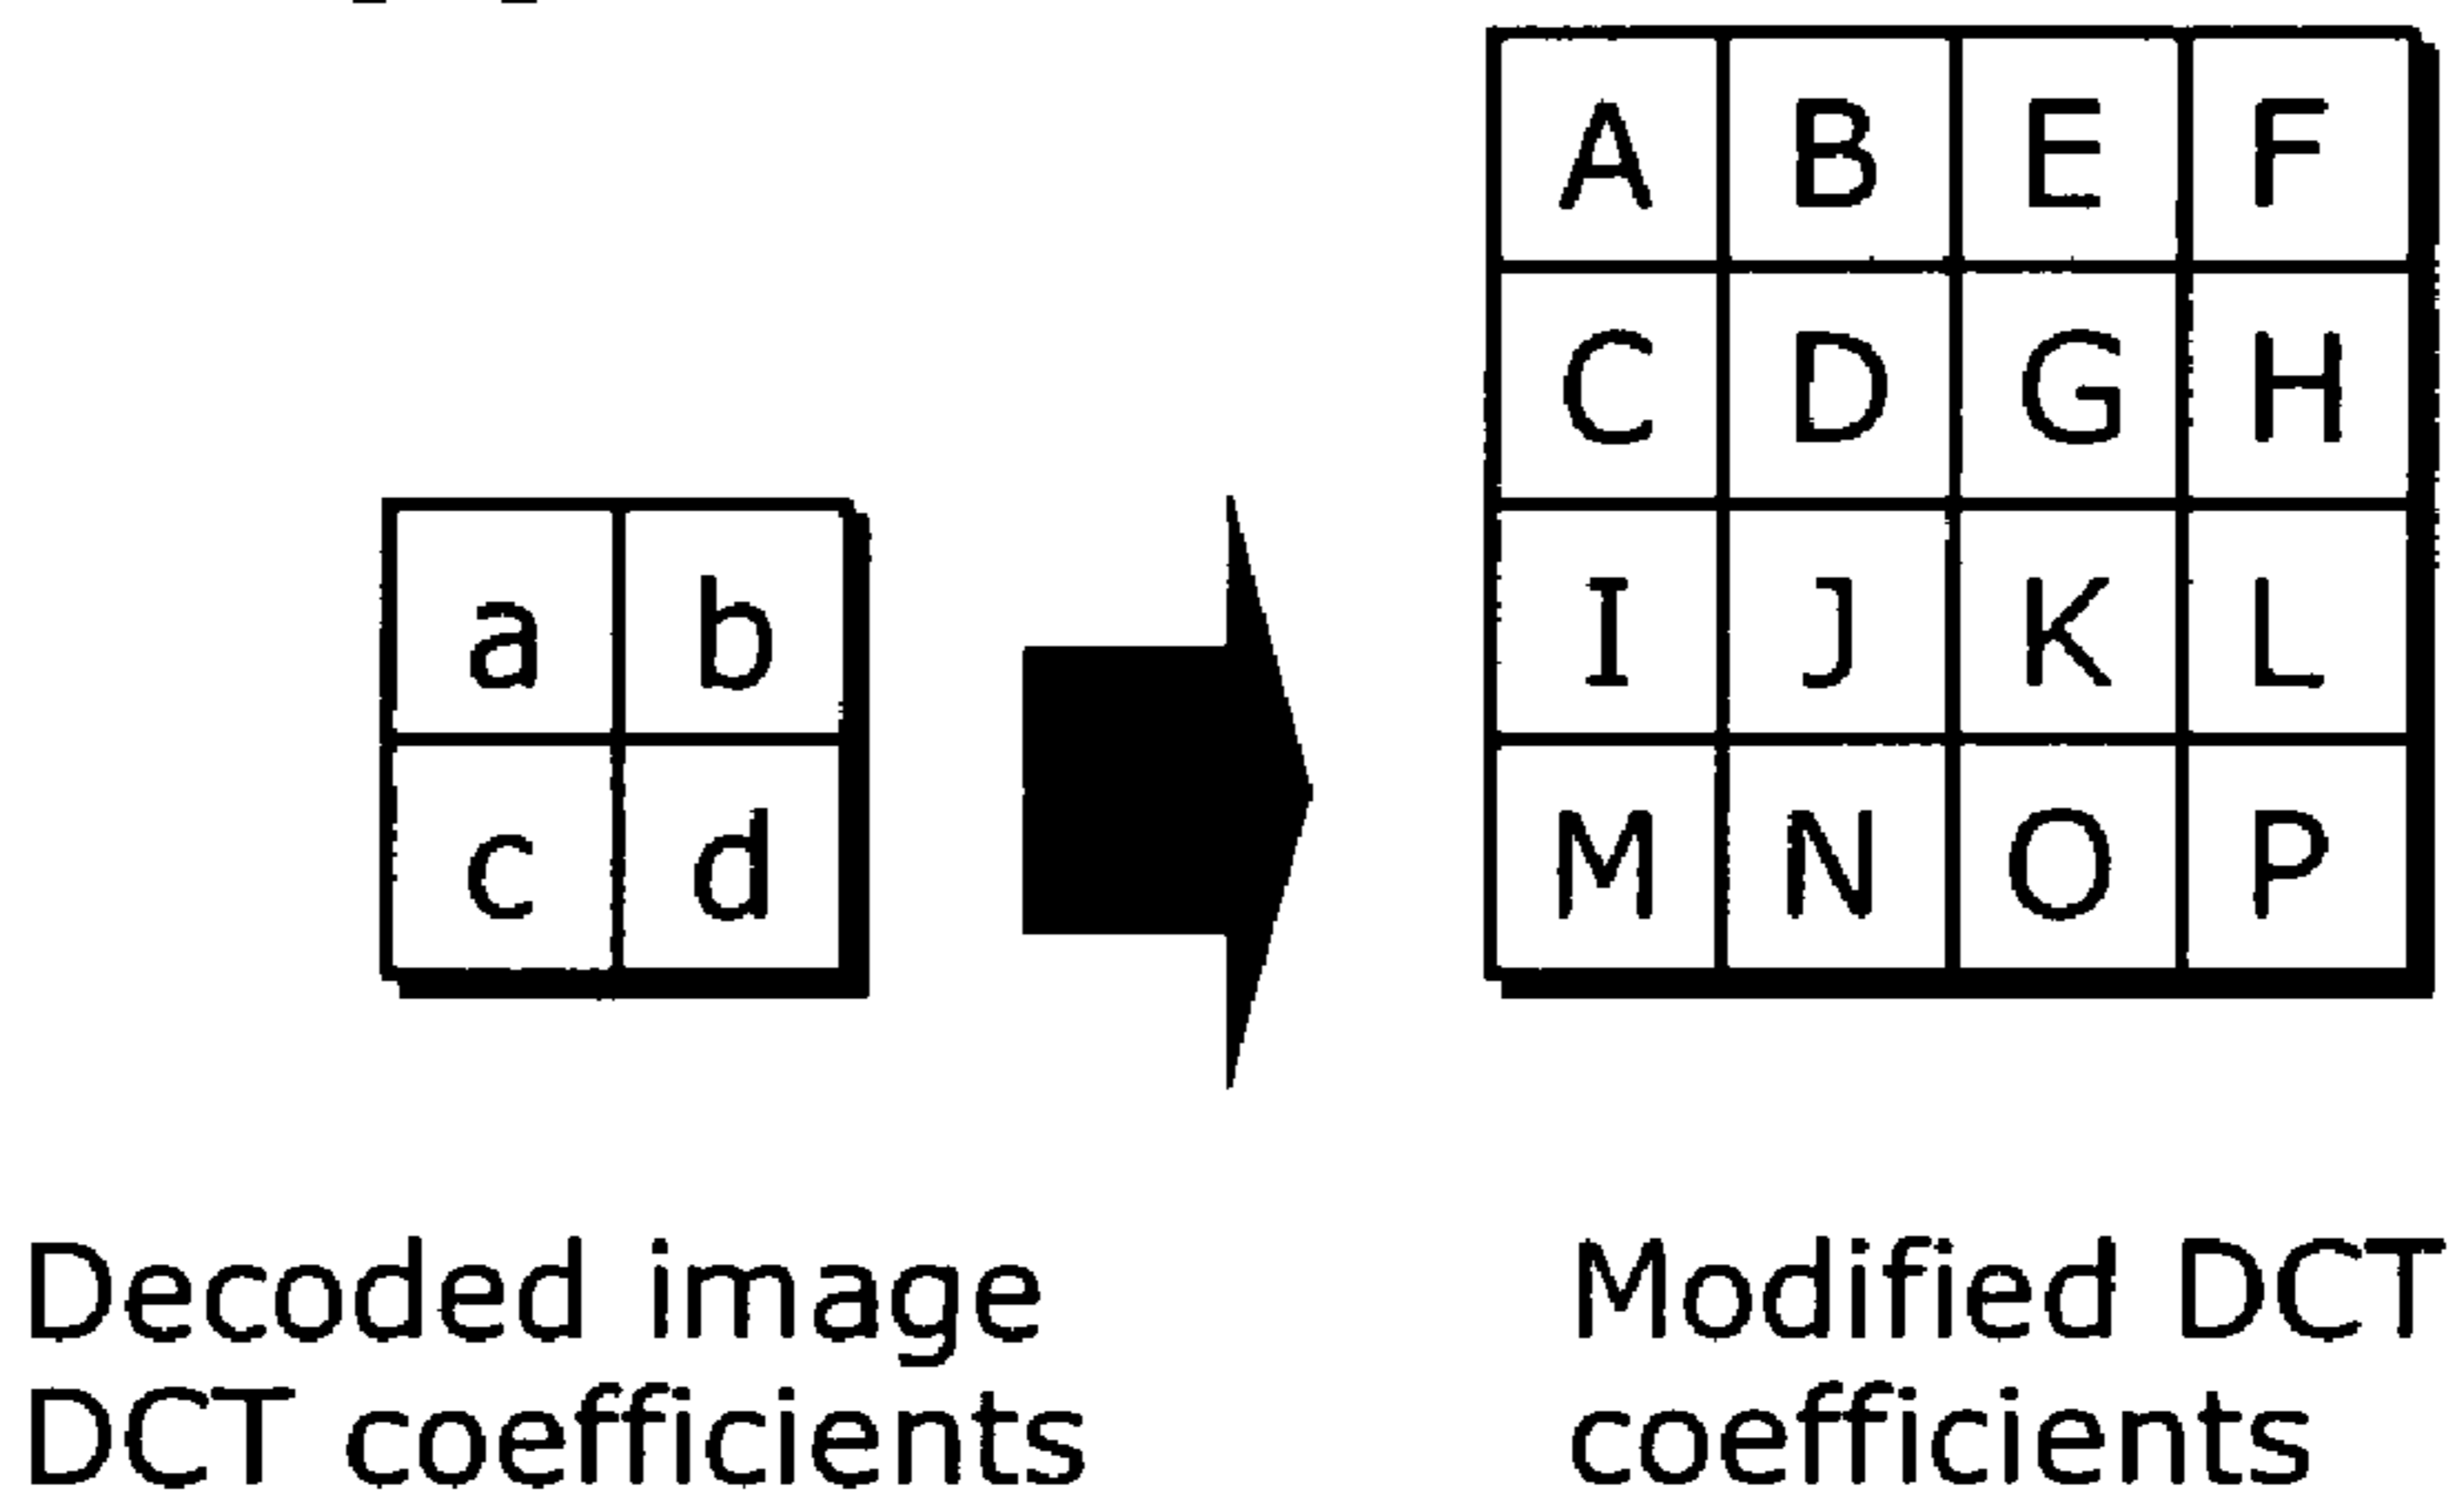 A B E F
C D G H
a b I J K L
c d M N O P
Decoded image Modified DCT
DCT coefficients coefficients